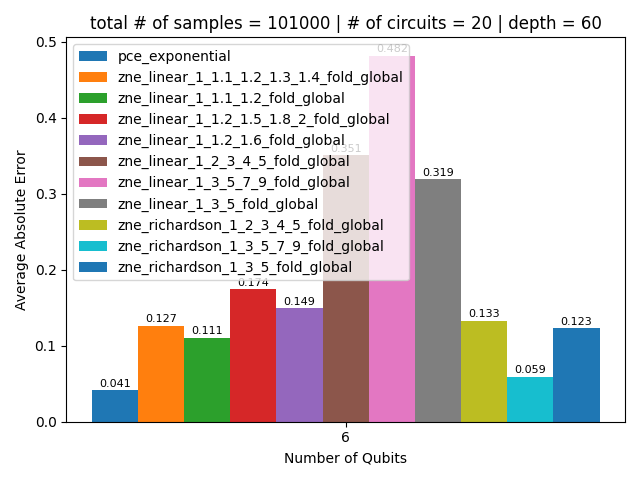 total # of samples = 101000 | # of circuits = 20 | depth = 60
0.5
0.4
0.3
0.2
0.1
0.0
Average Absolute Error
pce_exponential
zne_linear_1_1.1_1.2_1.3_1.4_fold_global
zne_linear_1_1.1_1.2_fold_global
zne_linear_1_1.2_1.5_1.8_2_fold_global
zne_linear_1_1.2_1.6_fold_global
zne_linear_1_2_3_4_5_fold_global
zne_linear_1_3_5_7_9_fold_global
zne_linear_1_3_5_fold_global
zne_richardson_1_2_3_4_5_fold_global
zne_richardson_1_3_5_7_9_fold_global
zne_richardson_1_3_5_fold_global
0.041
0.127
0.111
0.174
0.149
0.351
0.482
0.319
0.133
0.059
0.123
6
Number of Qubits